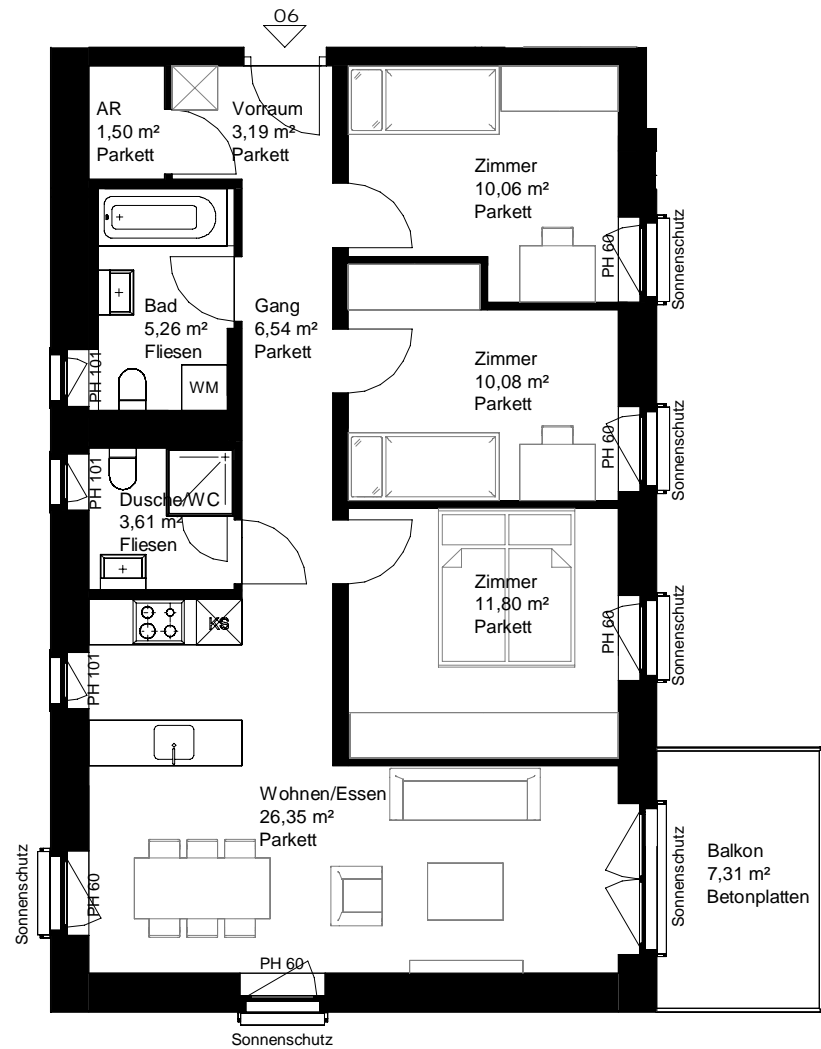 06
AR
1,50 m²
Parkett
Vorraum
3,19 m²
Parkett
Zimmer
10,06 m²
Parkett
PH 60
Sonnenschutz
Bad
5,26 m²
Fliesen
WM
PH 101
Gang
6,54 m²
Parkett
Zimmer
10,08 m²
Parkett
PH 60
Sonnenschutz
PH 101
Dusche/WC
3,61 m²
Fliesen
Zimmer
11,80 m²
Parkett
PH 60
Sonnenschutz
KS
PH 101
Wohnen/Essen
26,35 m²
Parkett
Sonnenschutz
PH 60
Sonnenschutz
Balkon
7,31 m²
Betonplatten
PH 60
Sonnenschutz